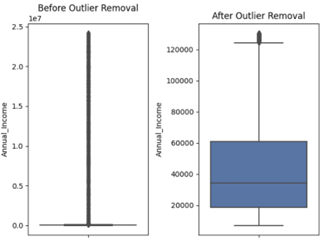 Before Outlier Removal
1e7
2.5
2.0
1.5
1.0
0.5
0.0
Annual_Income
After Outlier Removal
120000
100000
80000
60000
40000
20000
Annual_Income